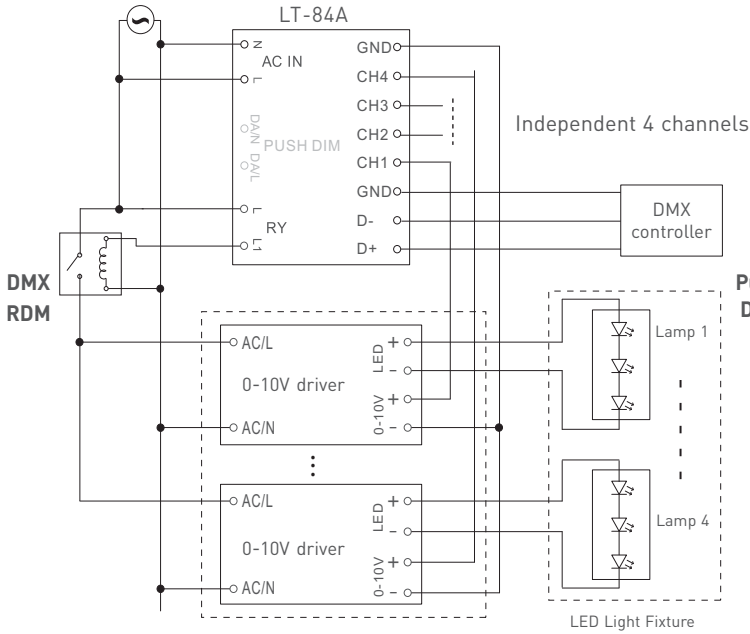 LT-84A
N
AC IN
L
DA/N DA/L
PUSH DIM
L
RY
L1
GND
CH4
CH3
CH2
CH1
GND
D-
D+
Independent 4 channels
DMX
controller
DMX
RDM
AC/L
0-10V driver
AC/N
LED
+
−
0-10V
+
−
AC/L
0-10V driver
AC/N
LED
+
−
0-10V
+
−
Lamp 1
Lamp 4
LED Light Fixture